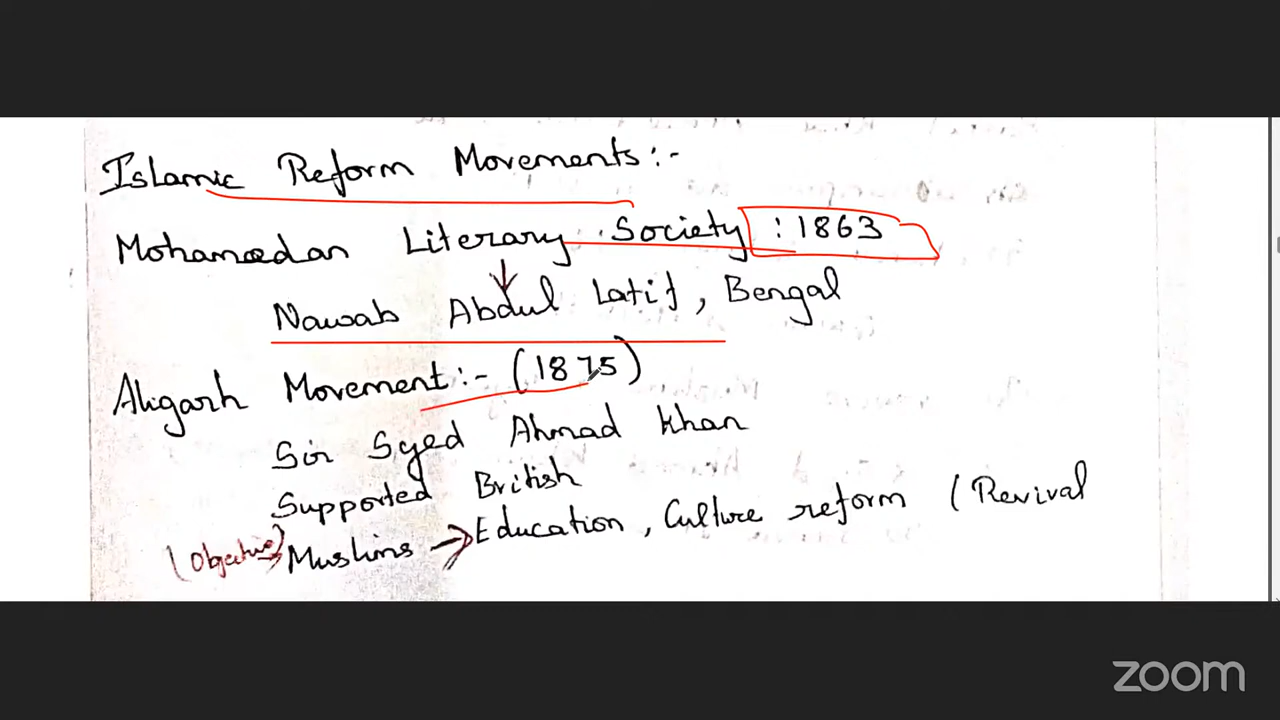 Islamic Reform Movements:-
Mohamedan Literary Society : 1863
Nawab Abdul Latif, Bengal
Aligarh Movement:- (1875)
Sir Syed Ahmad Khan
Supported British
(Objective) → Muslims → Education, Culture reform (Revival
zoom